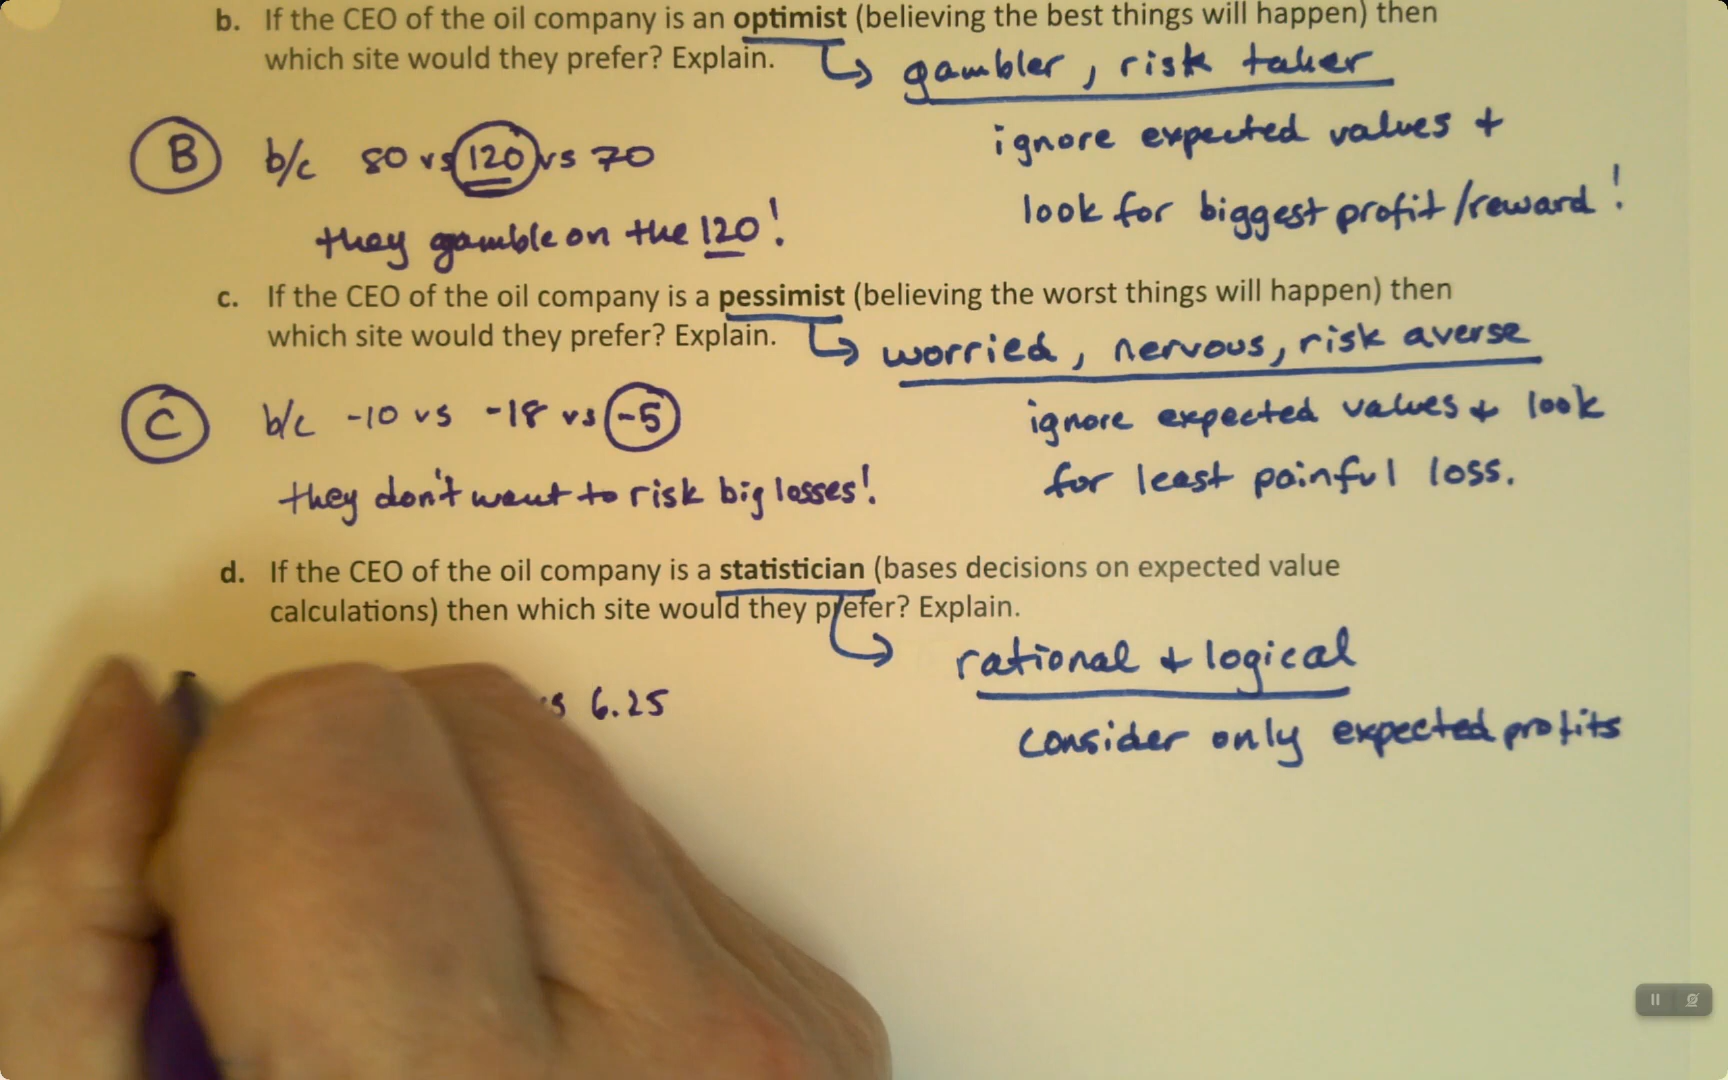 b. If the CEO of the oil company is an optimist (believing the best things will happen) then
which site would they prefer? Explain.
gambler, risk taker
ignore expected values +
look for biggest profit/reward!
B b/c 80 vs 120 vs 70
they gamble on the 120!
c. If the CEO of the oil company is a pessimist (believing the worst things will happen) then
which site would they prefer? Explain.
worried, nervous, risk averse
ignore expected values + look
for least painful loss.
C b/c -10 vs -18 vs -5
they don't want to risk big losses!
d. If the CEO of the oil company is a statistician (bases decisions on expected value
calculations) then which site would they prefer? Explain.
rational + logical
consider only expected profits
6.25